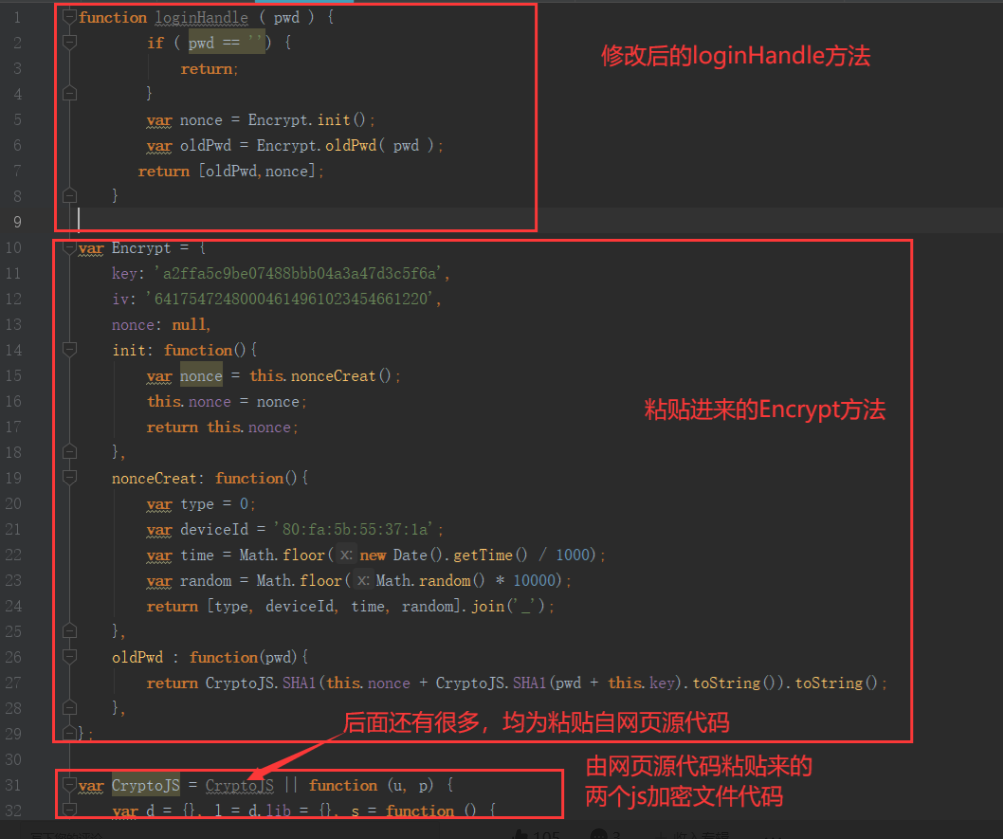 1 function loginHandle ( pwd ) {
修改后的loginHandle方法
2 if ( pwd == '') {
3 return;
4 }
5 var nonce = Encrypt.init();
6 var oldPwd = Encrypt.oldPwd( pwd );
7 return [oldPwd,nonce];
8 }
9
10 var Encrypt = {
11 key: 'a2ffa5c9be07488bbb04a3a47d3c5f6a',
12 iv: '64175472480004614961023454661220',
13 nonce: null,
14 init: function(){
15 var nonce = this.nonceCreat();
16 this.nonce = nonce;
粘贴进来的Encrypt方法
17 return this.nonce;
18 },
19 nonceCreat: function(){
20 var type = 0;
21 var deviceId = '80:fa:5b:55:37:1a';
22 var time = Math.floor( x: new Date().getTime() / 1000);
23 var random = Math.floor( x: Math.random() * 10000);
24 return [type, deviceId, time, random].join('_');
25 },
26 oldPwd : function(pwd){
27 return CryptoJS.SHA1(this.nonce + CryptoJS.SHA1(pwd + this.key).toString()).toString();
28 },
后面还有很多，均为粘贴自网页源代码
29 };
30
由网页源代码粘贴来的
两个js加密文件代码
31 var CryptoJS = CryptoJS || function (u, p) {
32 var d = {}, l = d.lib = {}, s = function () {